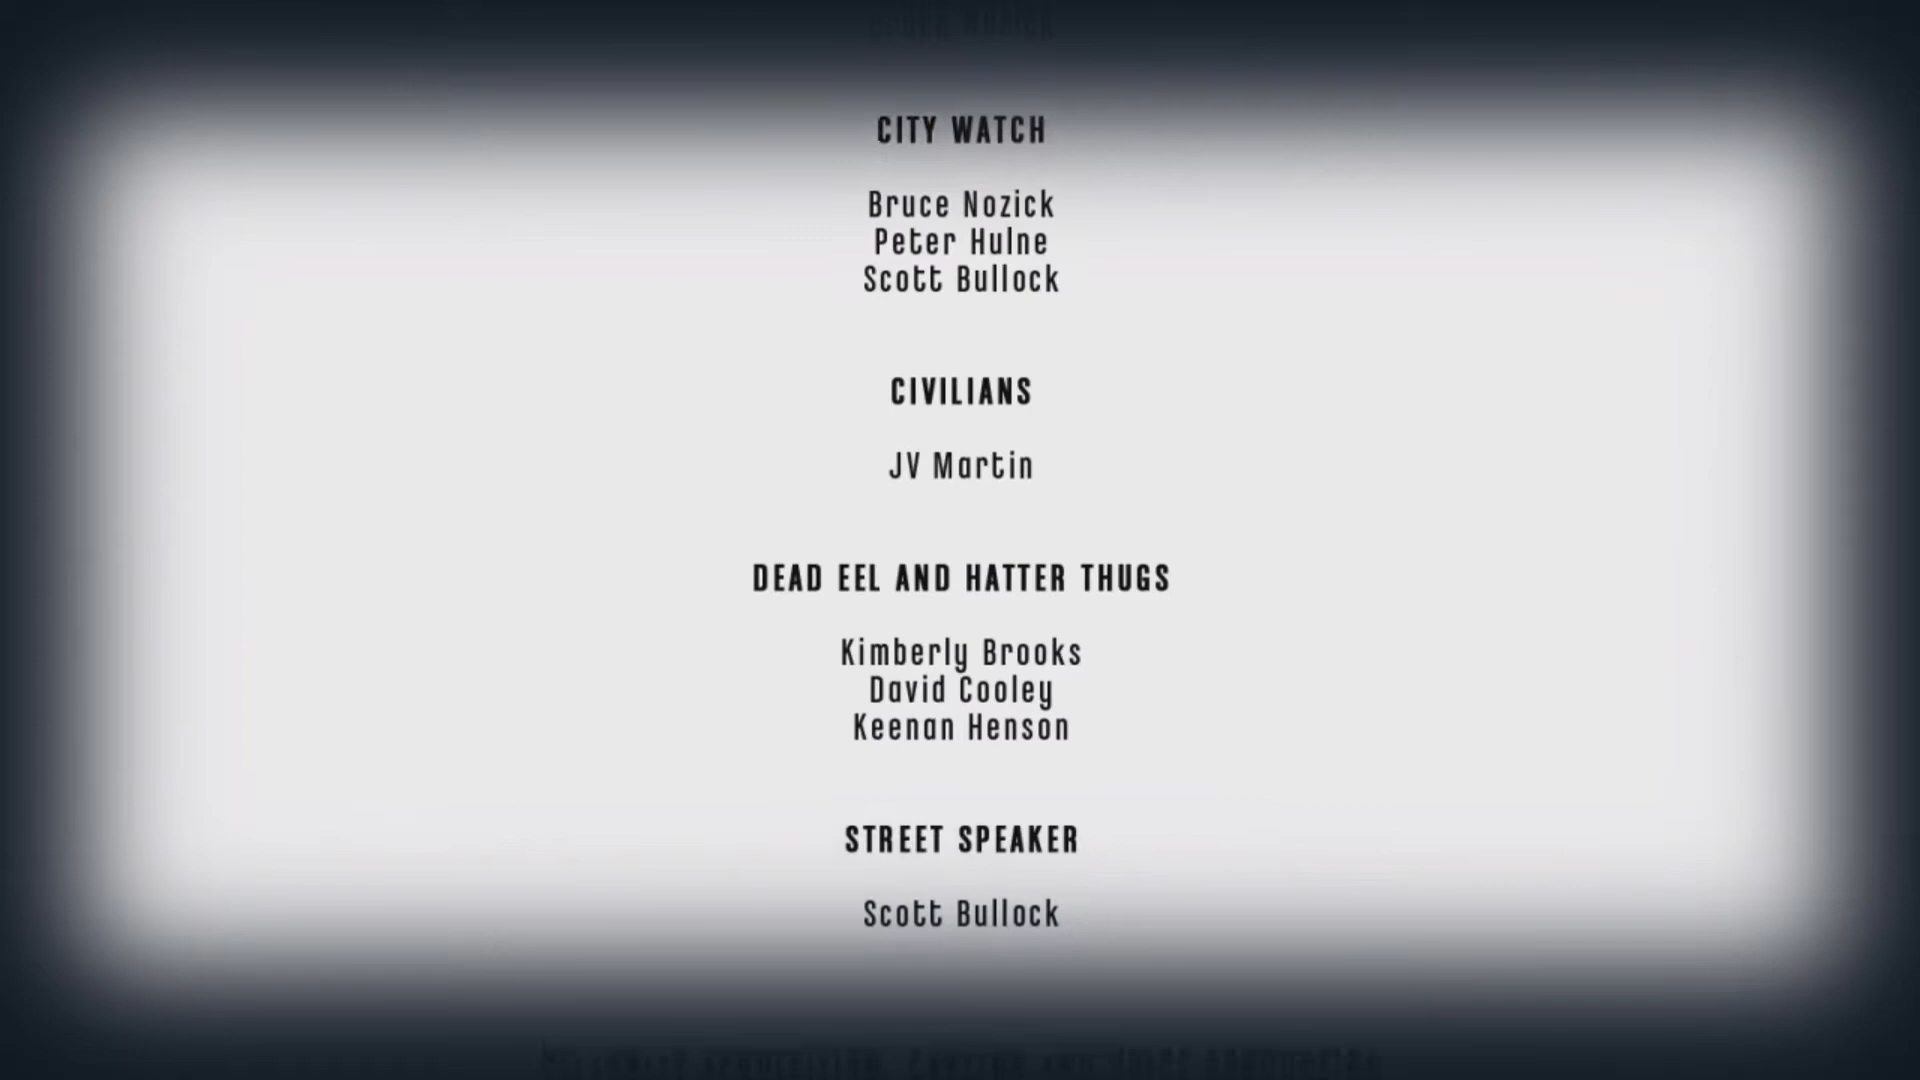 CITY WATCH
Bruce Nozick
Peter Hulne
Scott Bullock
CIVILIANS
JV Martin
DEAD EEL AND HATTER THUGS
Kimberly Brooks
David Cooley
Keenan Henson
STREET SPEAKER
Scott Bullock